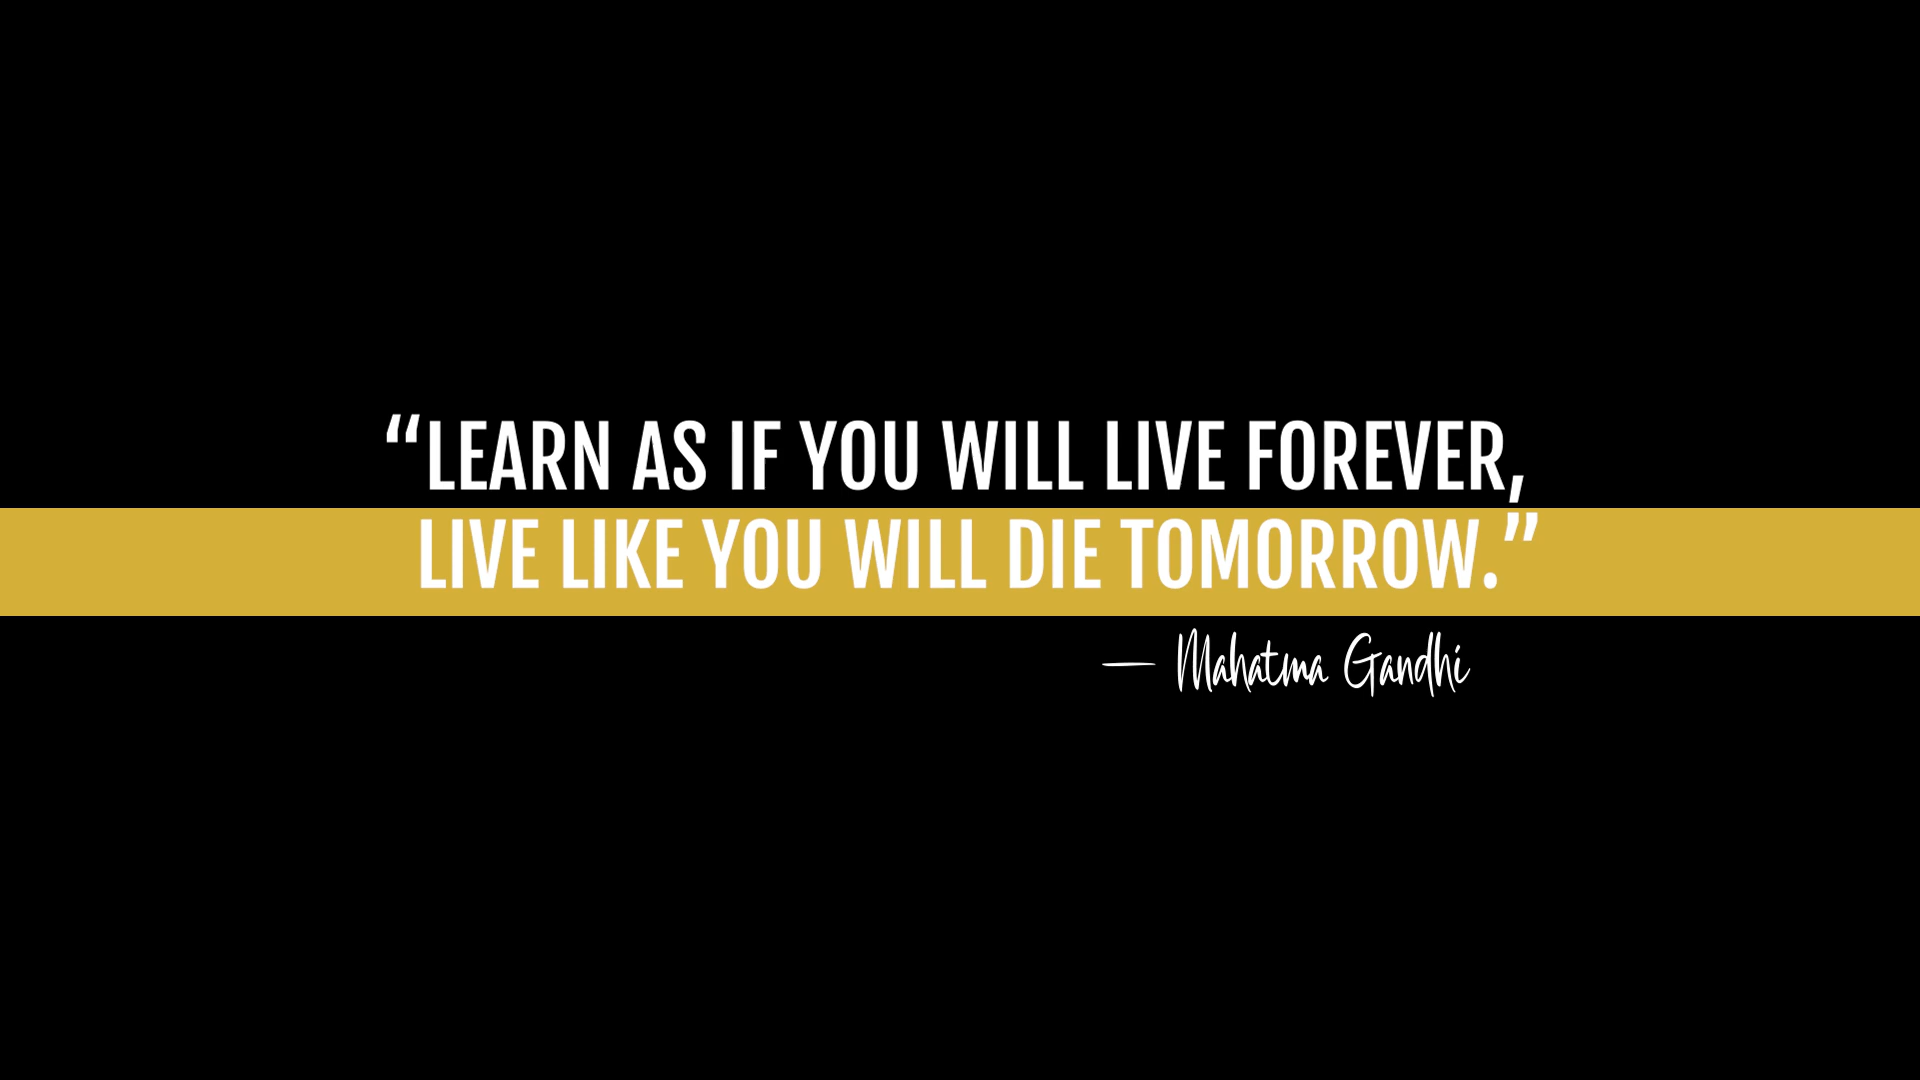 “LEARN AS IF YOU WILL LIVE FOREVER,
LIVE LIKE YOU WILL DIE TOMORROW.”
— Mahatma Gandhi